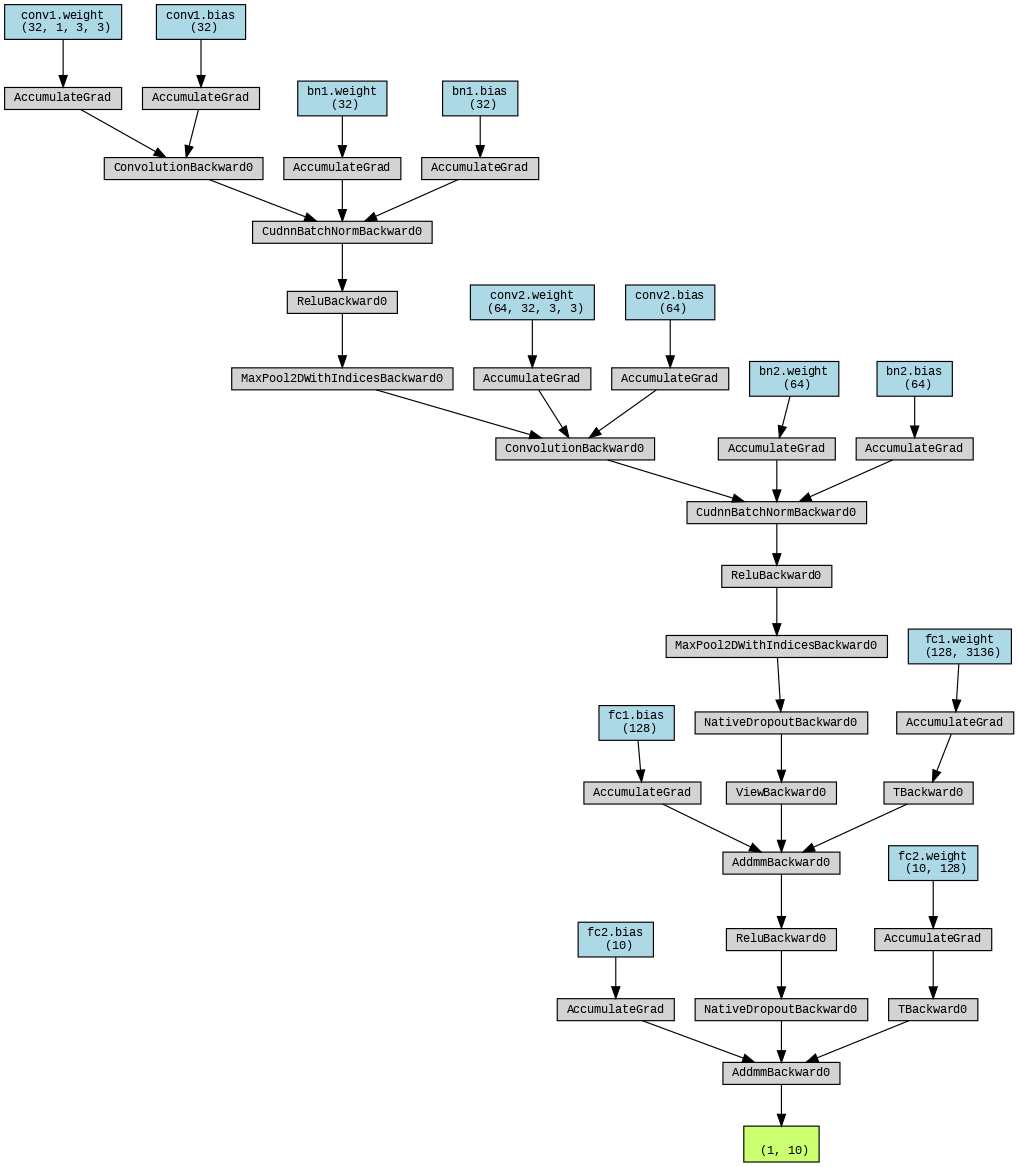 conv1.weight
(32, 1, 3, 3)
conv1.bias
(32)
AccumulateGrad
AccumulateGrad
bn1.weight
(32)
bn1.bias
(32)
ConvolutionBackward0
AccumulateGrad
AccumulateGrad
CudnnBatchNormBackward0
ReluBackward0
conv2.weight
(64, 32, 3, 3)
conv2.bias
(64)
MaxPool2DWithIndicesBackward0
AccumulateGrad
AccumulateGrad
bn2.weight
(64)
bn2.bias
(64)
ConvolutionBackward0
AccumulateGrad
AccumulateGrad
CudnnBatchNormBackward0
ReluBackward0
MaxPool2DWithIndicesBackward0
fc1.weight
(128, 3136)
fc1.bias
(128)
NativeDropoutBackward0
AccumulateGrad
AccumulateGrad
ViewBackward0
TBackward0
AddmmBackward0
fc2.weight
(10, 128)
fc2.bias
(10)
ReluBackward0
AccumulateGrad
AccumulateGrad
NativeDropoutBackward0
TBackward0
AddmmBackward0
(1, 10)